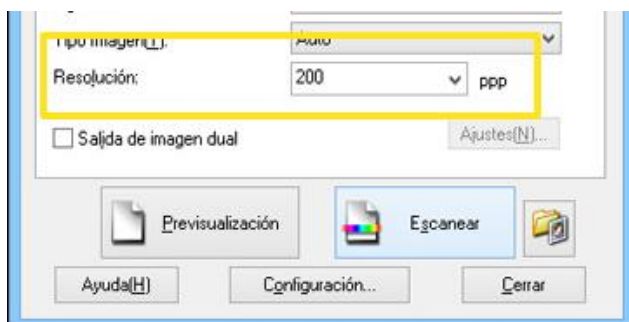 Tipo Imagen(T): Auto
Resolución: 200 ppp
Salida de imagen dual Ajustes(N)...
Previsualización Escanear
Ayuda(H) Configuración... Cerrar